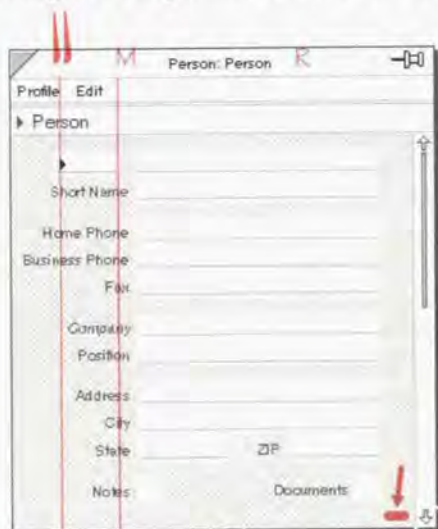 M R
Person: Person
Profile Edit
Person
Short Name
Home Phone
Business Phone
Fax
Company
Position
Address
City
State ZIP
Notes Documents